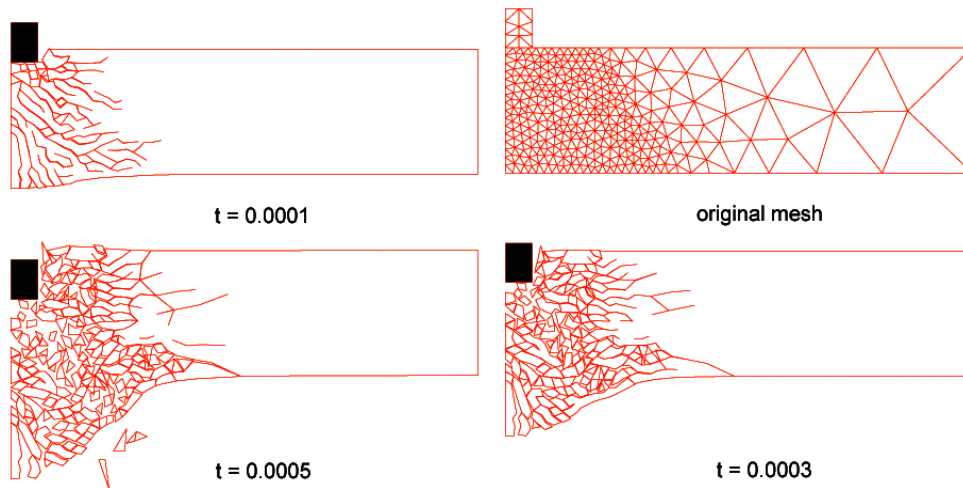 t = 0.0001
original mesh
t = 0.0005
t = 0.0003